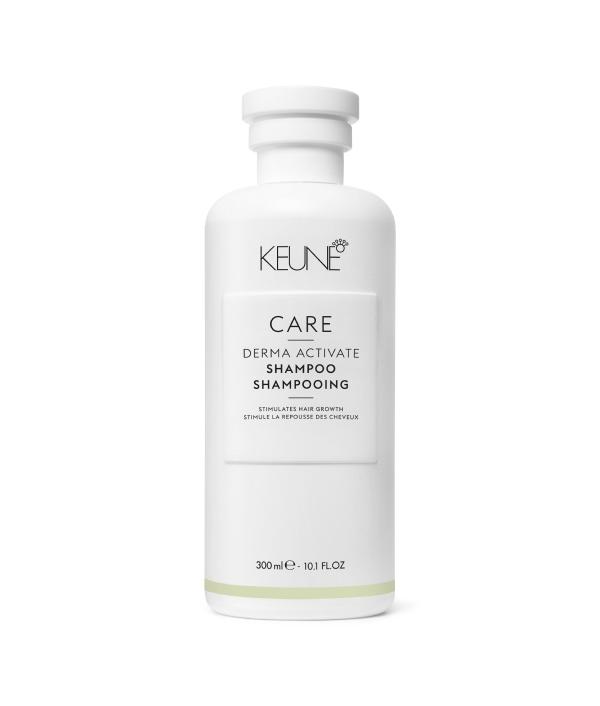 KEUNE
CARE
DERMA ACTIVATE
SHAMPOO
SHAMPOOING
STIMULATES HAIR GROWTH
STIMULE LA REPOUSSE DES CHEVEUX
300 ml ℮ - 10.1 FL.OZ